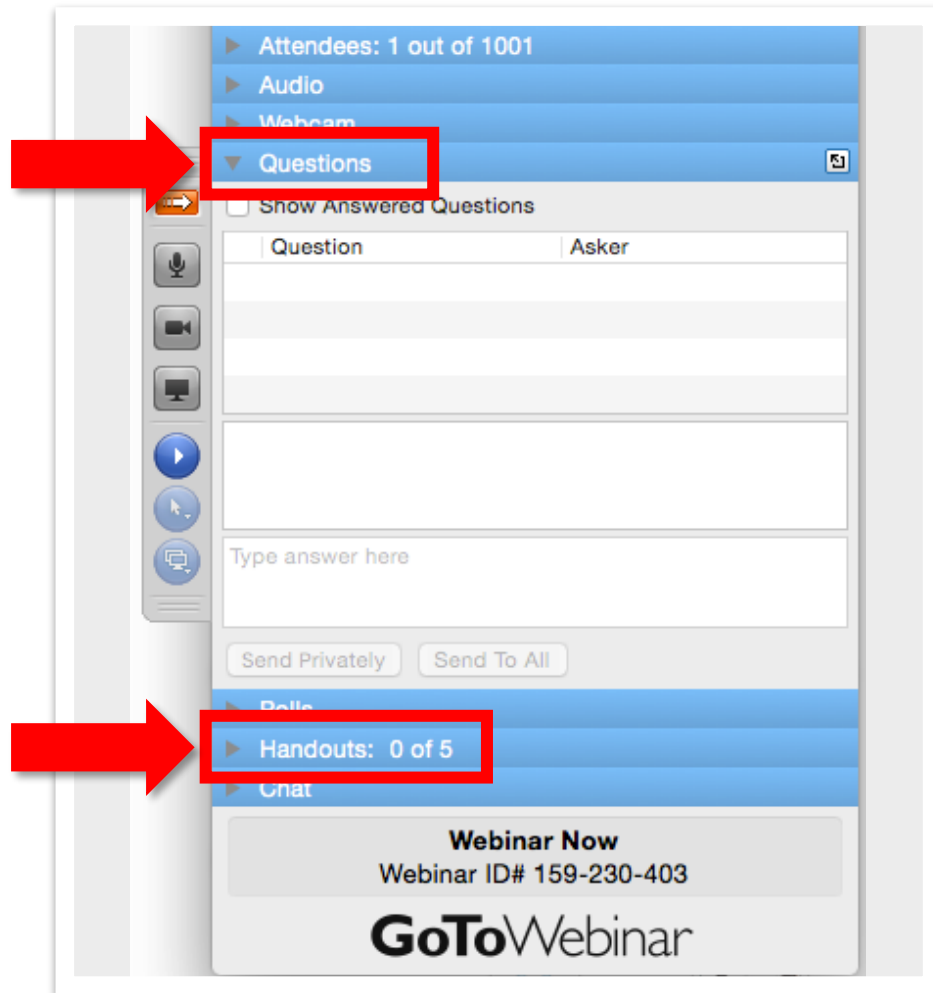 Attendees: 1 out of 1001
Audio
Webcam
Questions
Show Answered Questions
Question Asker
Type answer here
Send Privately Send To All
Polls
Handouts: 0 of 5
Chat
Webinar Now
Webinar ID# 159-230-403
GoToWebinar